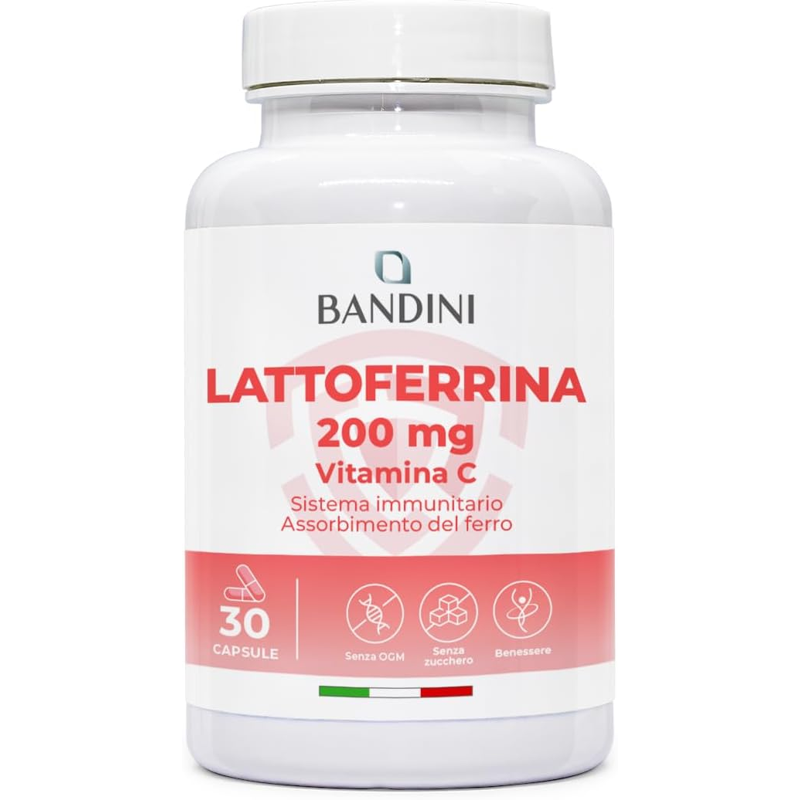 BANDINI
LATTOFERRINA
200 mg
Vitamina C
Sistema immunitario
Assorbimento del ferro
30
CAPSULE
Senza OGM
Senza
zucchero
Benessere